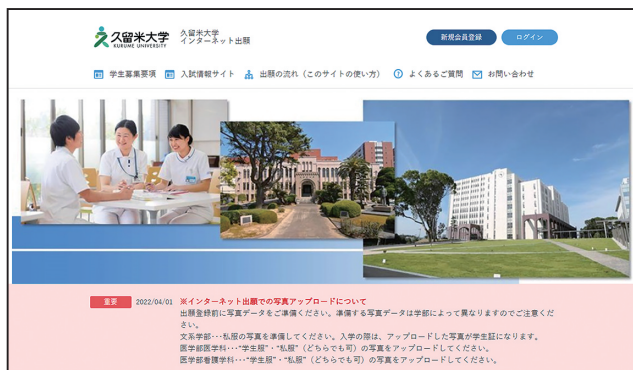 久留米大学
KURUME UNIVERSITY
久留米大学
インターネット出願
新規会員登録
ログイン
学生募集要項
入試情報サイト
出願の流れ（このサイトの使い方）
よくあるご質問
お問い合わせ
重要 2022/04/01 ※インターネット出願での写真アップロードについて
出願登録前に写真データをご準備ください。準備する写真データは学部によって異なりますのでご注意くだ
さい。
文系学部･･･私服の写真を準備してください。入学の際は、アップロードした写真が学生証になります。
医学部医学科･･･“学生服”・“私服”（どちらでも可）の写真をアップロードしてください。
医学部看護学科･･･“学生服”・“私服”（どちらでも可）の写真をアップロードしてください。